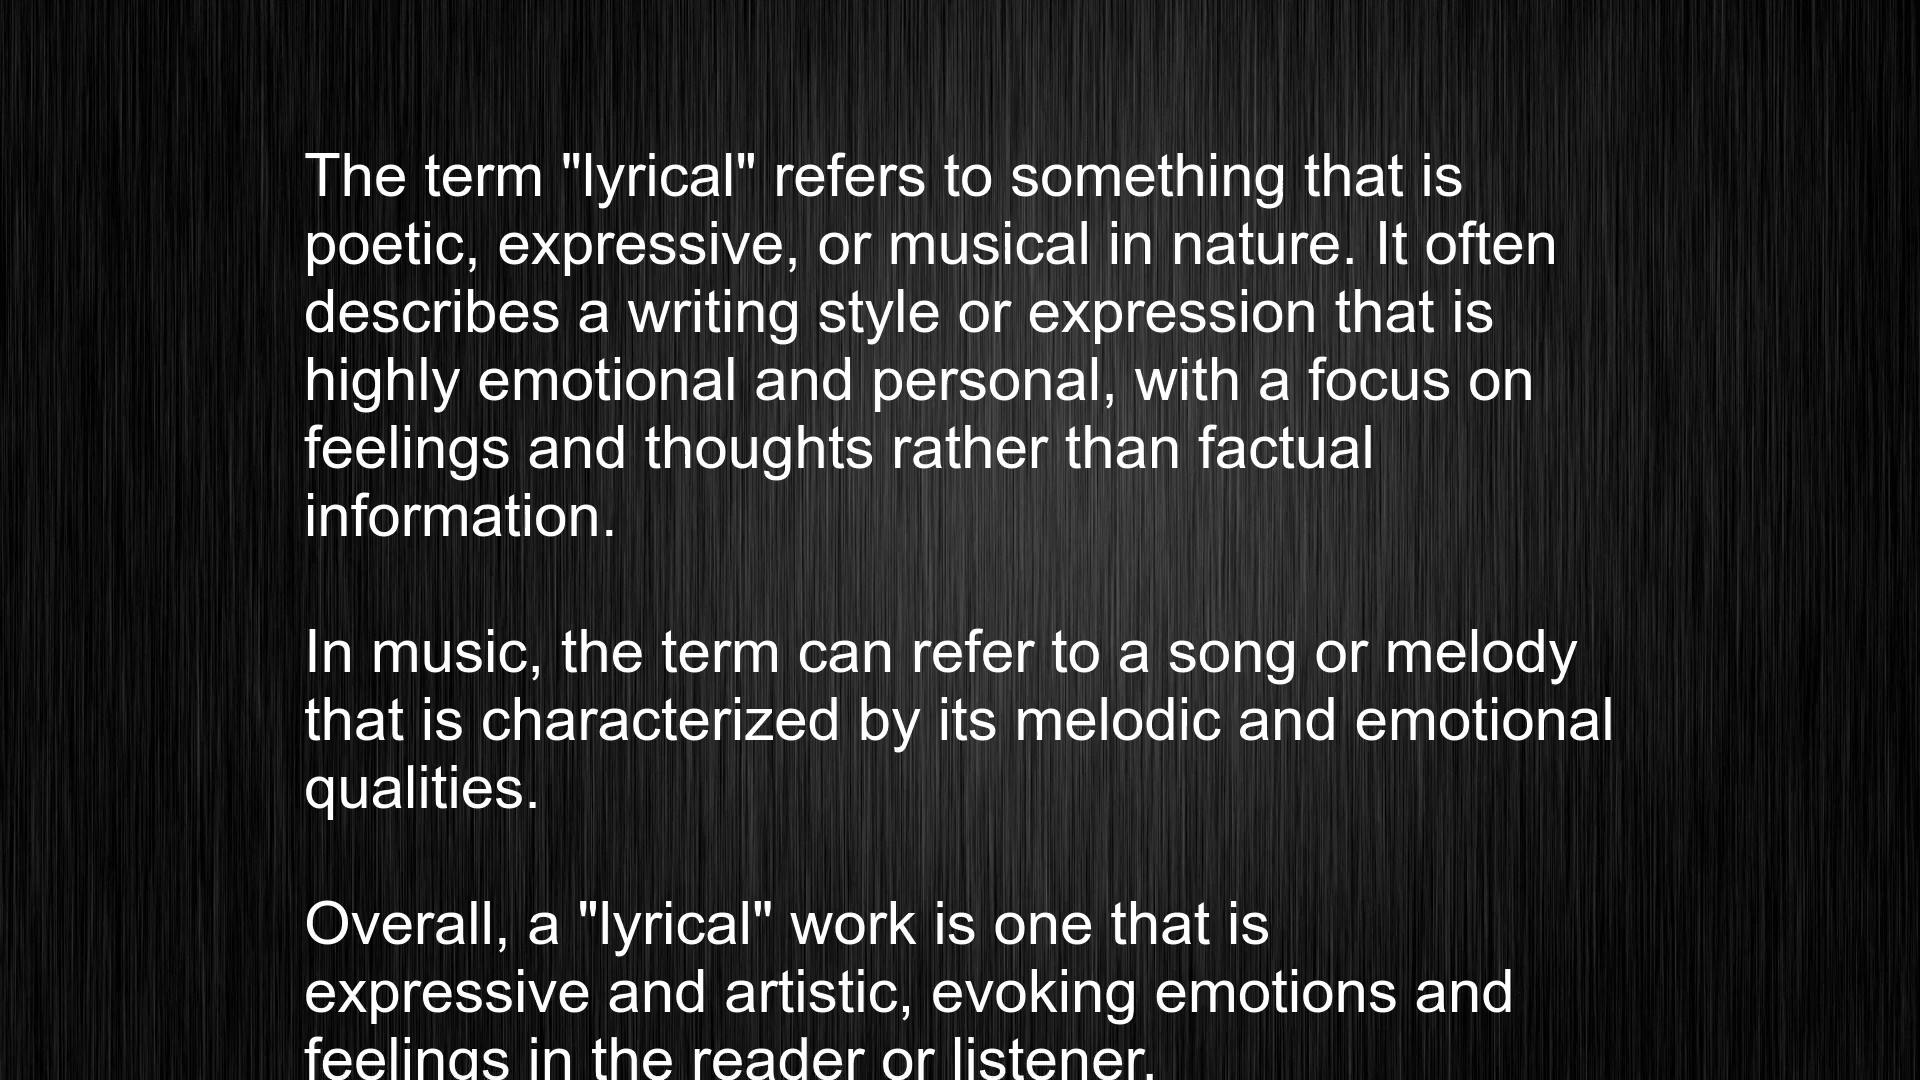 The term "lyrical" refers to something that is
poetic, expressive, or musical in nature. It often
describes a writing style or expression that is
highly emotional and personal, with a focus on
feelings and thoughts rather than factual
information.
In music, the term can refer to a song or melody
that is characterized by its melodic and emotional
qualities.
Overall, a "lyrical" work is one that is
expressive and artistic, evoking emotions and
feelings in the reader or listener.